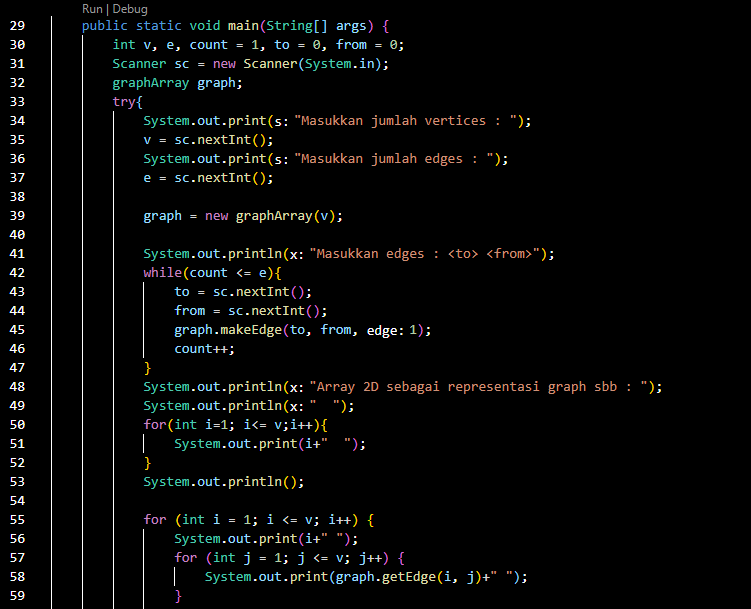 Run | Debug
29 public static void main(String[] args) {
30 int v, e, count = 1, to = 0, from = 0;
31 Scanner sc = new Scanner(System.in);
32 graphArray graph;
33 try{
34 System.out.print(s: "Masukkan jumlah vertices : ");
35 v = sc.nextInt();
36 System.out.print(s: "Masukkan jumlah edges : ");
37 e = sc.nextInt();
38
39 graph = new graphArray(v);
40
41 System.out.println(x: "Masukkan edges : <to> <from>");
42 while(count <= e){
43 to = sc.nextInt();
44 from = sc.nextInt();
45 graph.makeEdge(to, from, edge: 1);
46 count++;
47 }
48 System.out.println(x: "Array 2D sebagai representasi graph sbb : ");
49 System.out.println(x: "  ");
50 for(int i=1; i<= v;i++){
51 System.out.print(i+"  ");
52 }
53 System.out.println();
54
55 for (int i = 1; i <= v; i++) {
56 System.out.print(i+" ");
57 for (int j = 1; j <= v; j++) {
58 System.out.print(graph.getEdge(i, j)+" ");
59 }